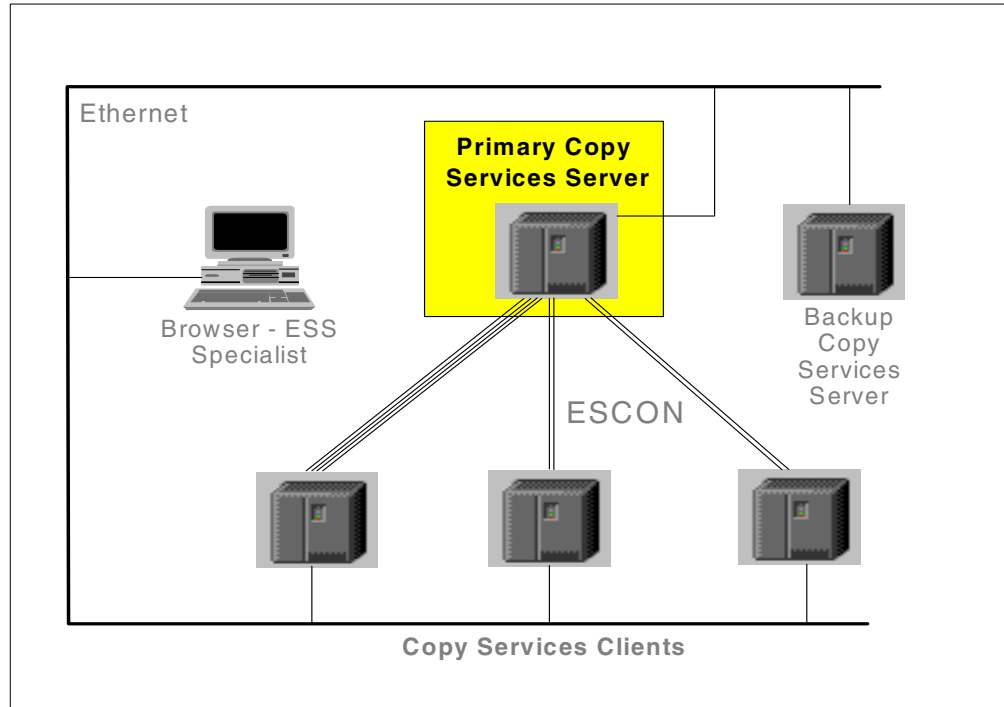 Ethernet
Primary Copy
Services Server
Browser - ESS
Specialist
Backup
Copy
Services
Server
ESCON
Copy Services Clients